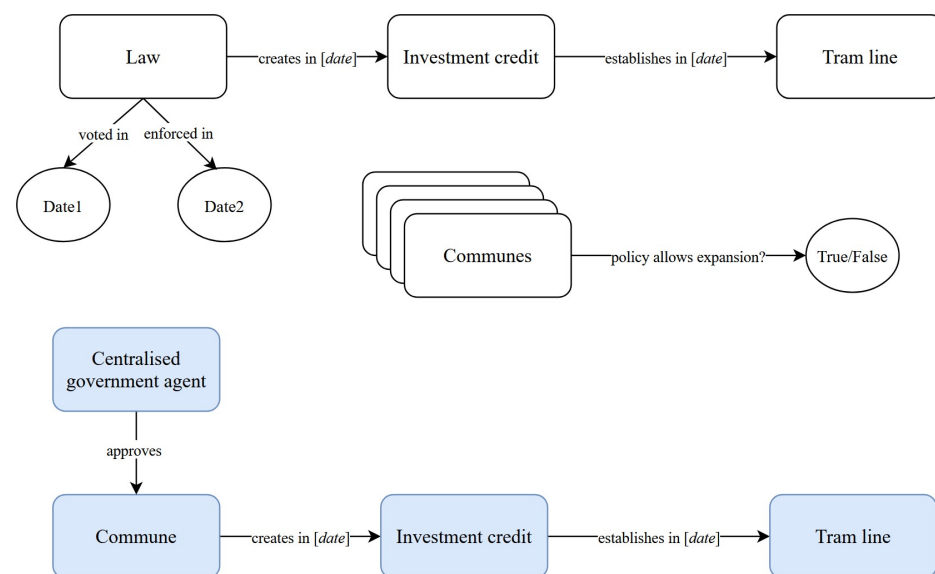 Law
creates in [date]
Investment credit
establishes in [date]
Tram line
voted in
enforced in
Date1
Date2
Communes
policy allows expansion?
True/False
Centralised
government agent
approves
Commune
creates in [date]
Investment credit
establishes in [date]
Tram line